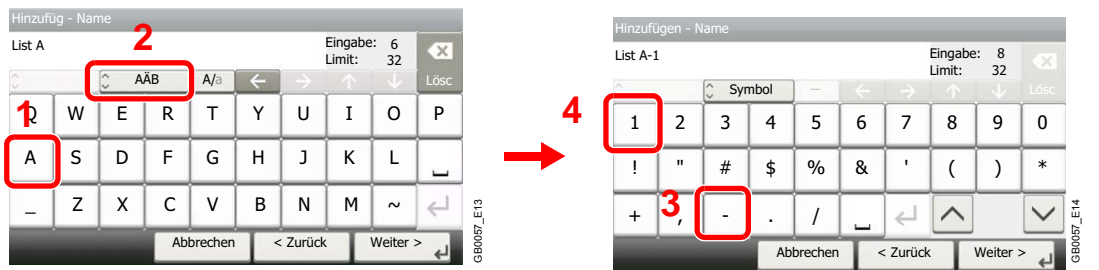 Hinzufüg - Name
List A
Eingabe: 6
Limit: 32
2
AÄB
A/a
Lösc
1
Q W E R T Y U I O P
A S D F G H J K L
_ Z X C V B N M ~
Abbrechen
< Zurück
Weiter >
GB0057_E13
Hinzufügen - Name
List A-1
Eingabe: 8
Limit: 32
Symbol
Lösc
4
1 2 3 4 5 6 7 8 9 0
! " # $ % & ' ( ) *
3
+ , - . /
Abbrechen
< Zurück
Weiter >
GB0057_E14